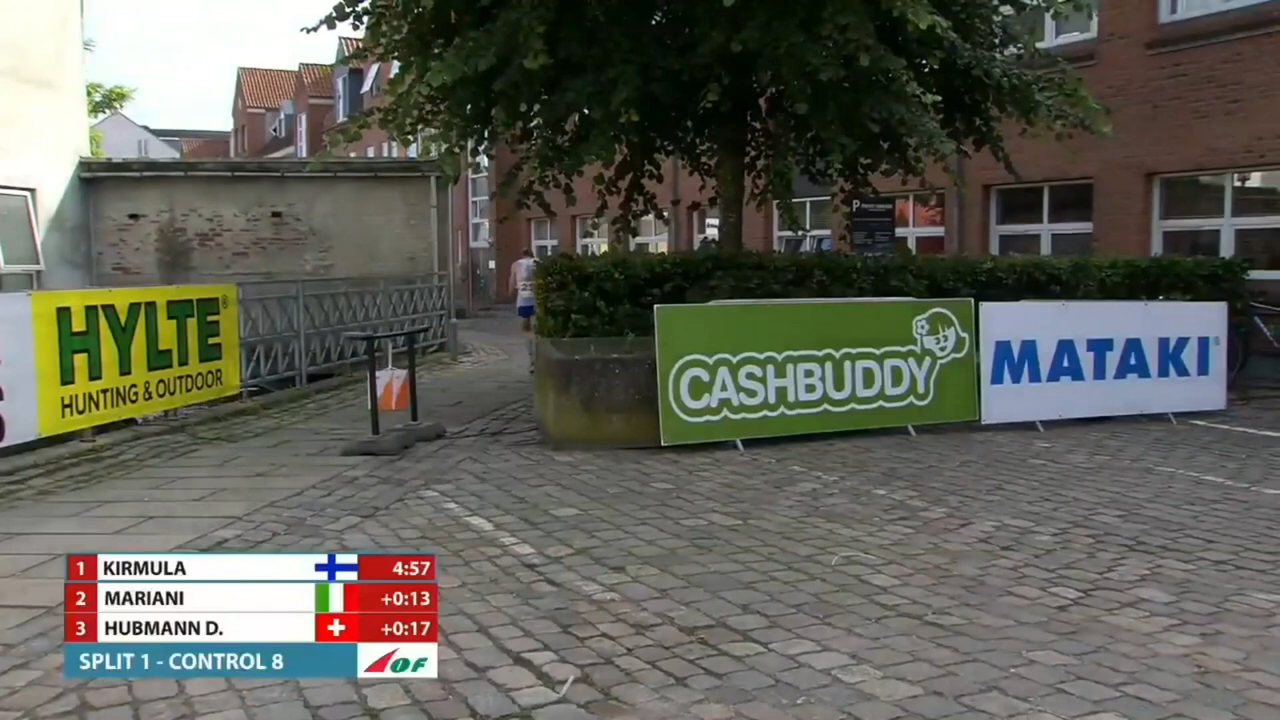 HYLTE®
HUNTING & OUTDOOR
CASHBUDDY
MATAKI
P
1 KIRMULA 4:57
2 MARIANI +0:13
3 HUBMANN D. +0:17
SPLIT 1 - CONTROL 8
IOF